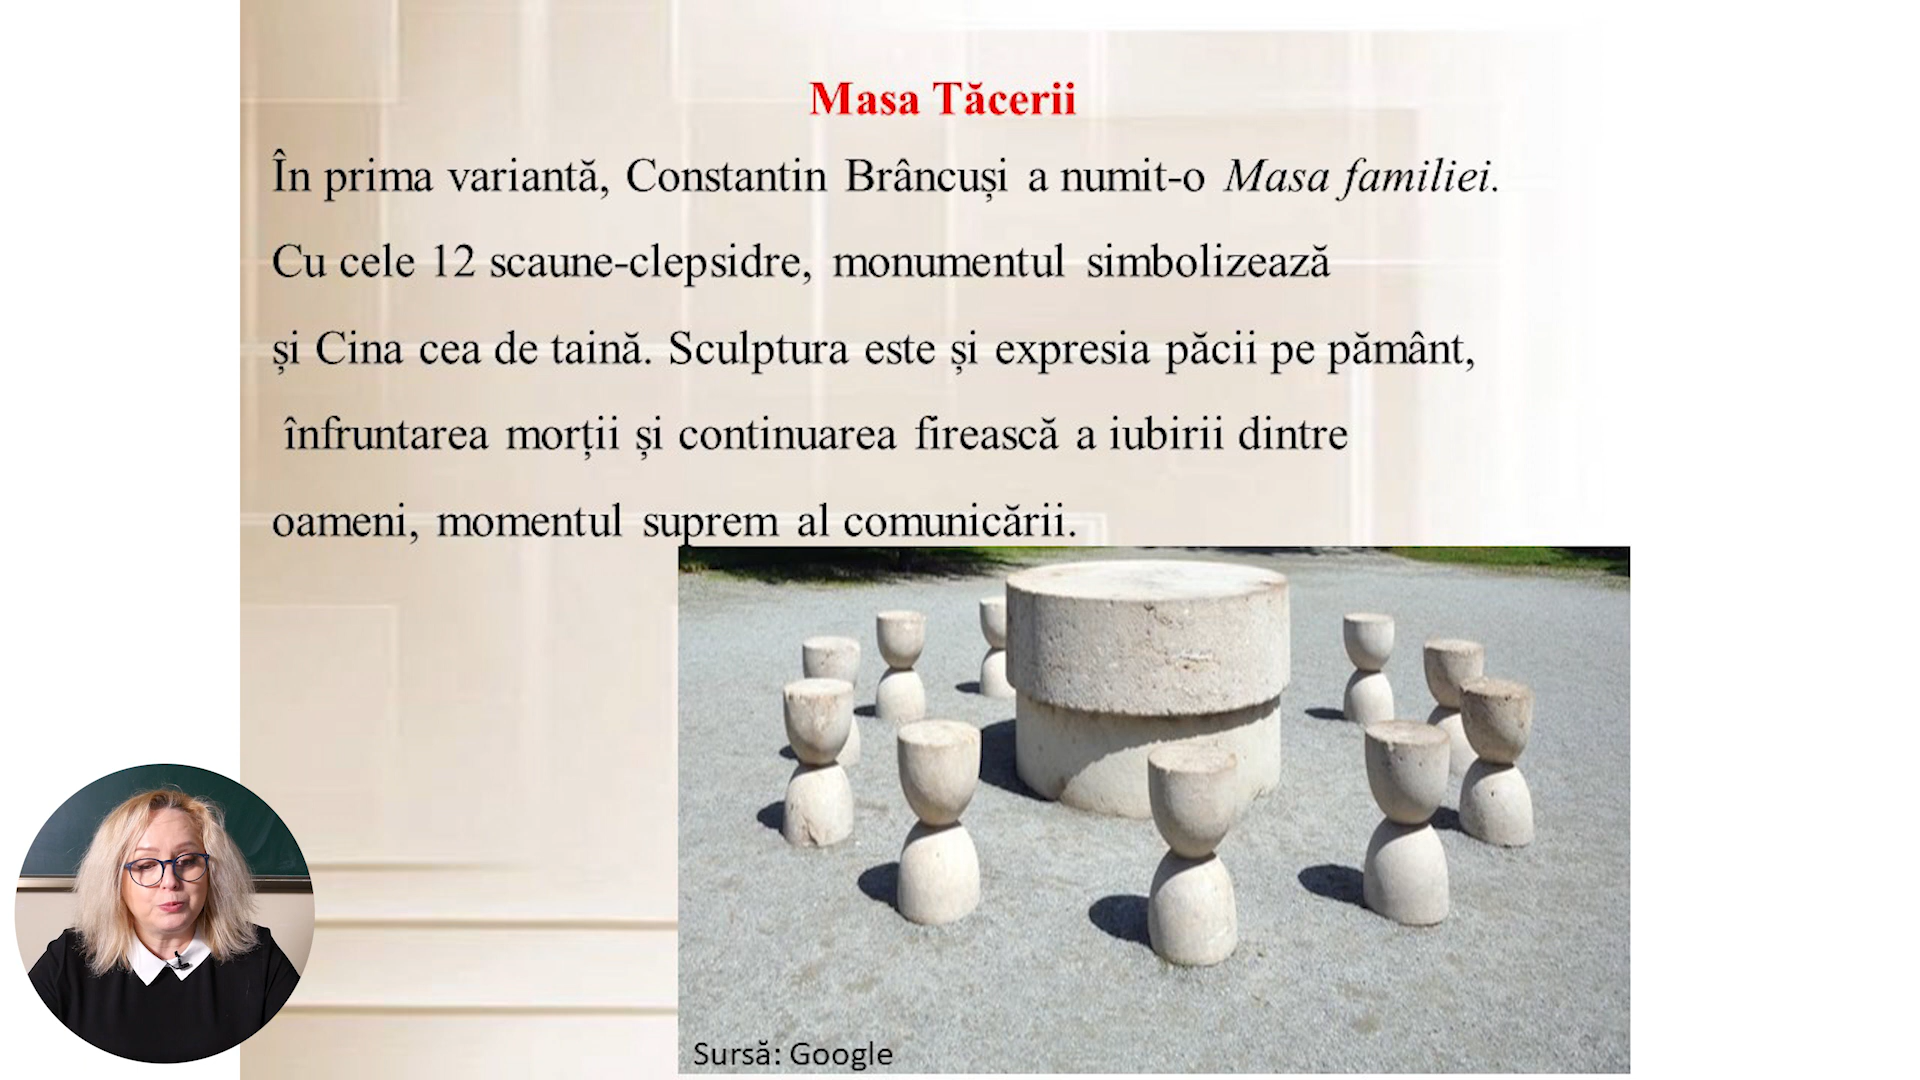 Masa Tăcerii
În prima variantă, Constantin Brâncuși a numit-o Masa familiei.
Cu cele 12 scaune-clepsidre, monumentul simbolizează
și Cina cea de taină. Sculptura este și expresia păcii pe pământ,
înfruntarea morții și continuarea firească a iubirii dintre
oameni, momentul suprem al comunicării.
Sursă: Google